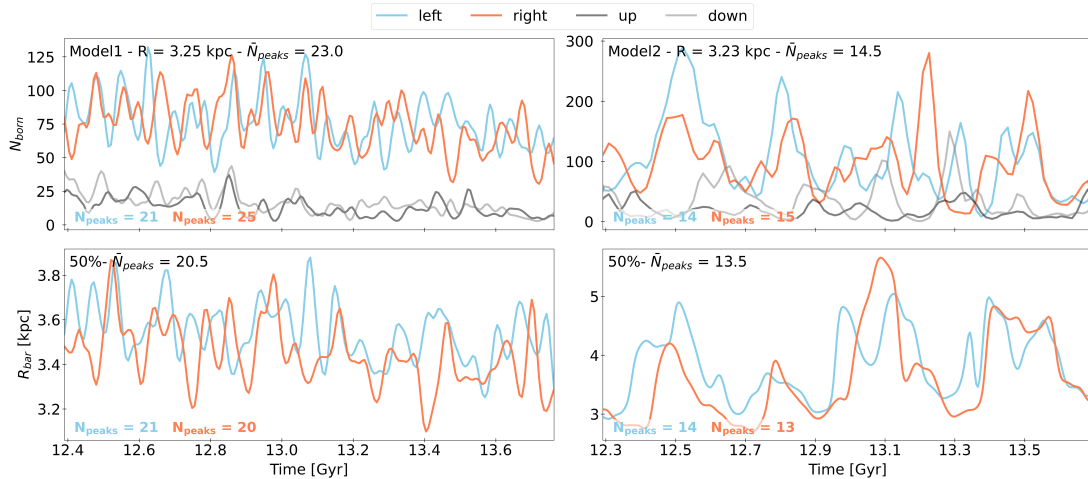 left right up down
Model1 - R = 3.25 kpc - N̄peaks = 23.0
125
100
75
50
25
0
Nborn
Npeaks = 21 Npeaks = 25
Model2 - R = 3.23 kpc - N̄peaks = 14.5
300
200
100
0
Npeaks = 14 Npeaks = 15
50%- N̄peaks = 20.5
3.8
3.6
3.4
3.2
Rbar [kpc]
Npeaks = 21 Npeaks = 20
12.4 12.6 12.8 13.0 13.2 13.4 13.6
Time [Gyr]
50%- N̄peaks = 13.5
5
4
3
Npeaks = 14 Npeaks = 13
12.3 12.5 12.7 12.9 13.1 13.3 13.5
Time [Gyr]